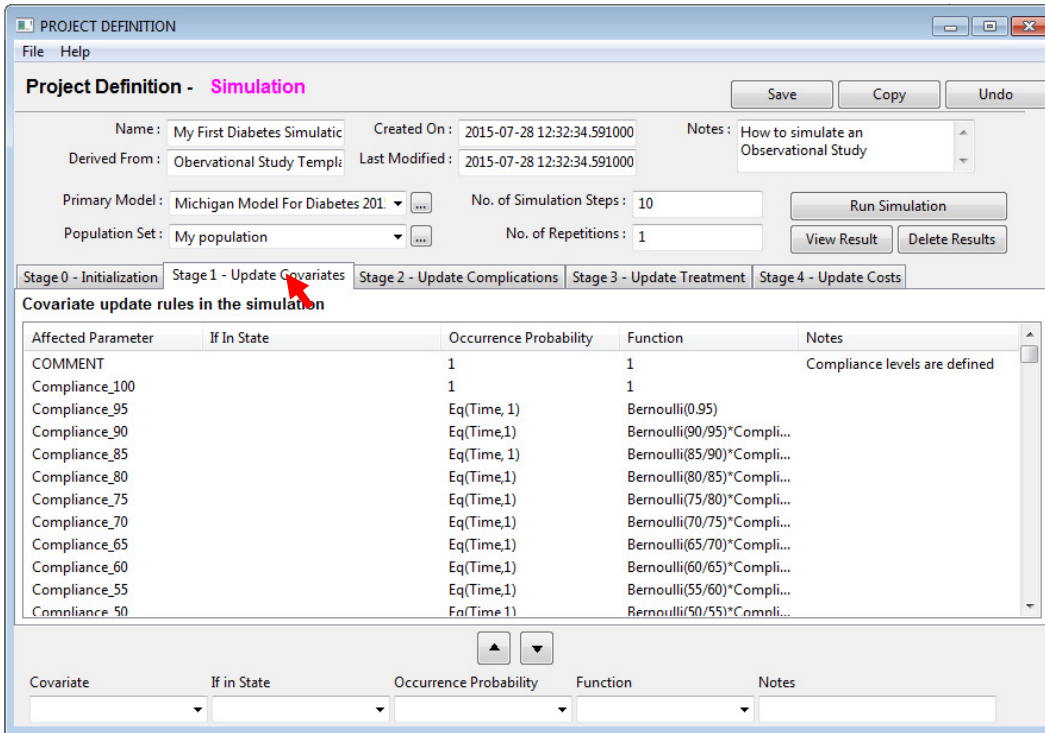 PROJECT DEFINITION
File Help
Project Definition - Simulation
Save Copy Undo
Name : My First Diabetes Simulatic Created On : 2015-07-28 12:32:34.591000 Notes : How to simulate an
Observational Study
Derived From : Obervational Study Templa Last Modified : 2015-07-28 12:32:34.591000
Primary Model : Michigan Model For Diabetes 201 ... No. of Simulation Steps : 10 Run Simulation
Population Set : My population ... No. of Repetitions : 1 View Result Delete Results
Stage 0 - Initialization Stage 1 - Update Covariates Stage 2 - Update Complications Stage 3 - Update Treatment Stage 4 - Update Costs
Covariate update rules in the simulation
Affected Parameter If In State Occurrence Probability Function Notes
COMMENT 1 1 Compliance levels are defined
Compliance_100 1 1
Compliance_95 Eq(Time, 1) Bernoulli(0.95)
Compliance_90 Eq(Time,1) Bernoulli(90/95)*Compli...
Compliance_85 Eq(Time, 1) Bernoulli(85/90)*Compli...
Compliance_80 Eq(Time,1) Bernoulli(80/85)*Compli...
Compliance_75 Eq(Time,1) Bernoulli(75/80)*Compli...
Compliance_70 Eq(Time,1) Bernoulli(70/75)*Compli...
Compliance_65 Eq(Time,1) Bernoulli(65/70)*Compli...
Compliance_60 Eq(Time,1) Bernoulli(60/65)*Compli...
Compliance_55 Eq(Time,1) Bernoulli(55/60)*Compli...
Compliance_50 Eq(Time,1) Bernoulli(50/55)*Compli...
Covariate If in State Occurrence Probability Function Notes